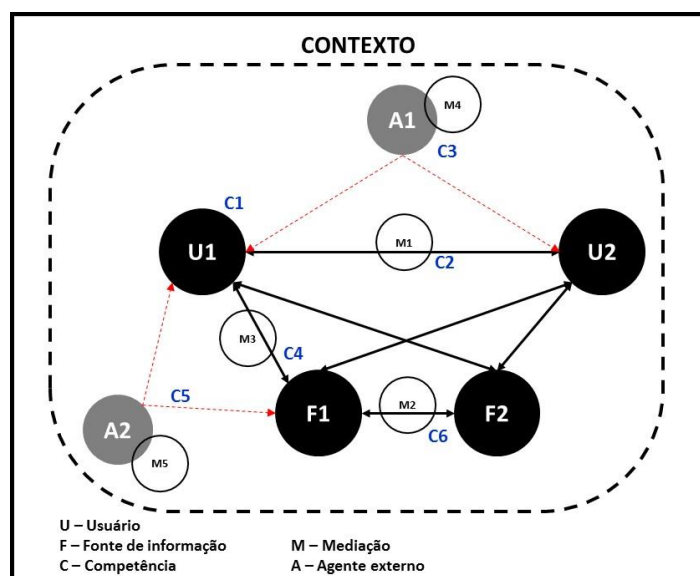 CONTEXTO
A1
M4
C3
C1
U1
M1
C2
U2
M3
C4
C5
A2
M5
F1
M2
C6
F2
U – Usuário
F – Fonte de informação
M – Mediação
C – Competência
A – Agente externo